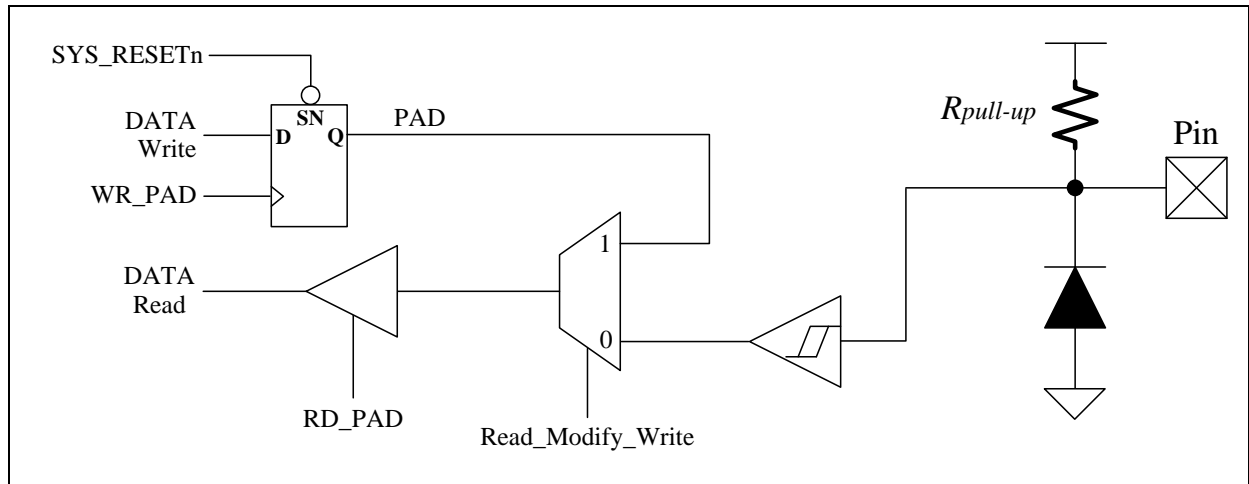 SYS_RESETn
DATA
Write
WR_PAD
SN
D
Q
PAD
Rpull-up
Pin
1
DATA
Read
0
RD_PAD
Read_Modify_Write